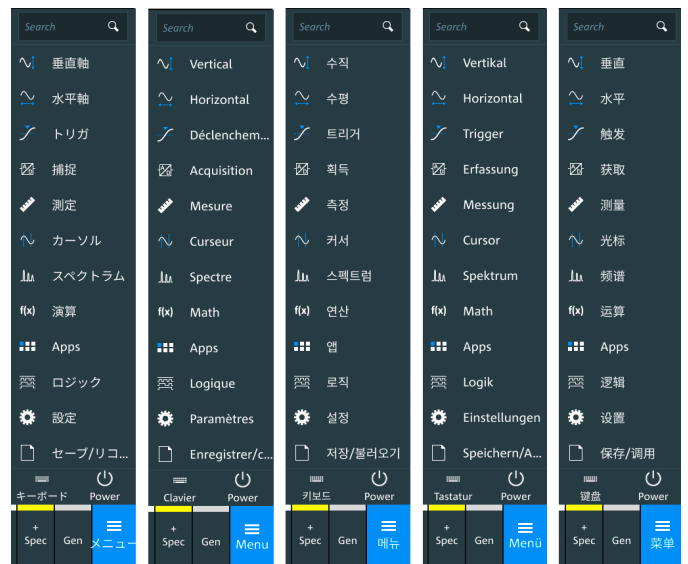 Search
垂直軸
水平軸
トリガ
捕捉
測定
カーソル
スペクトラム
f(x) 演算
Apps
ロジック
設定
セーブ/リコ...
キーボード Power
+
Spec Gen メニュー
Search
Vertical
Horizontal
Déclenchem...
Acquisition
Mesure
Curseur
Spectre
f(x) Math
Apps
Logique
Paramètres
Enregistrer/c...
Clavier Power
+
Spec Gen Menu
Search
수직
수평
트리거
획득
측정
커서
스펙트럼
f(x) 연산
앱
로직
설정
저장/불러오기
키보드 Power
+
Spec Gen 메뉴
Search
Vertikal
Horizontal
Trigger
Erfassung
Messung
Cursor
Spektrum
f(x) Math
Apps
Logik
Einstellungen
Speichern/A...
Tastatur Power
+
Spec Gen Menü
Search
垂直
水平
触发
获取
测量
光标
频谱
f(x) 运算
Apps
逻辑
设置
保存/调用
键盘 Power
+
Spec Gen 菜单